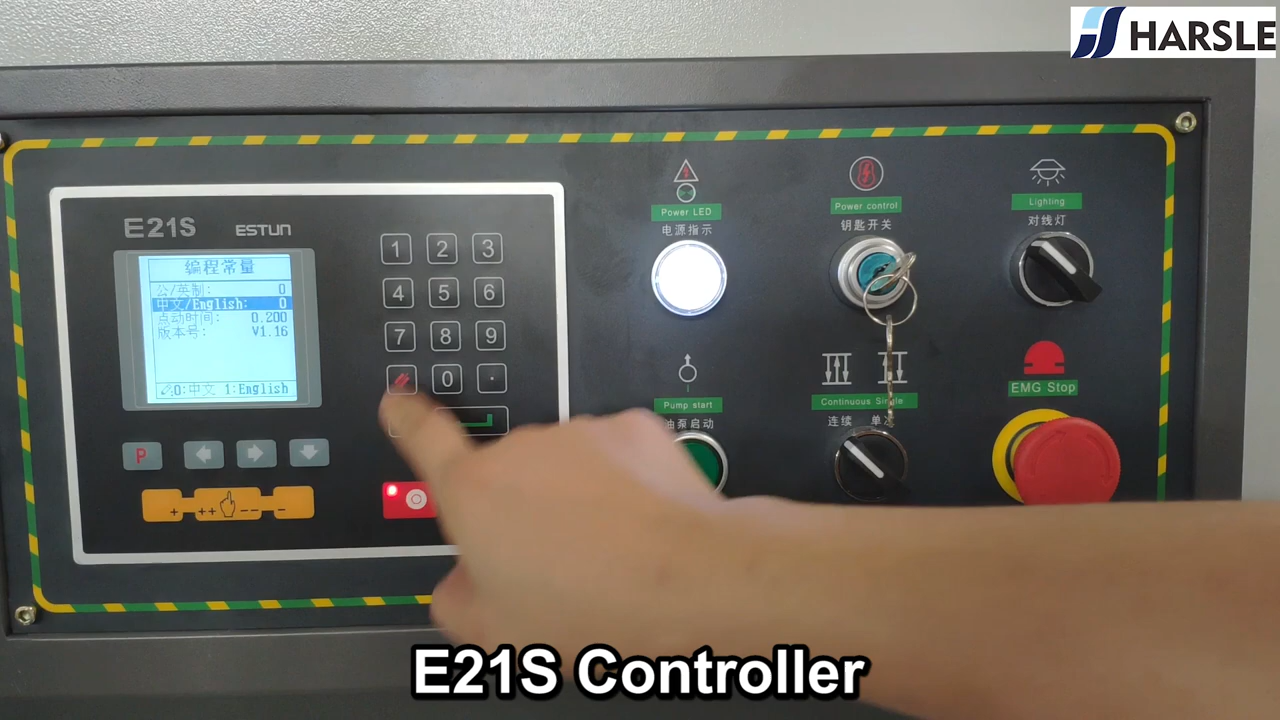 HARSLE
E21S
ESTUN
编程常量
公/英制: 0
中文/English: 0
点动时间: 0.200
版本号: V1.16
0:中文 1:English
1 2 3
4 5 6
7 8 9
0 .
P
+ ++ -- -
Power LED
电源指示
Power control
钥匙开关
Lighting
对线灯
Pump start
油泵启动
Continuous Single
连续 单次
EMG Stop
E21S Controller